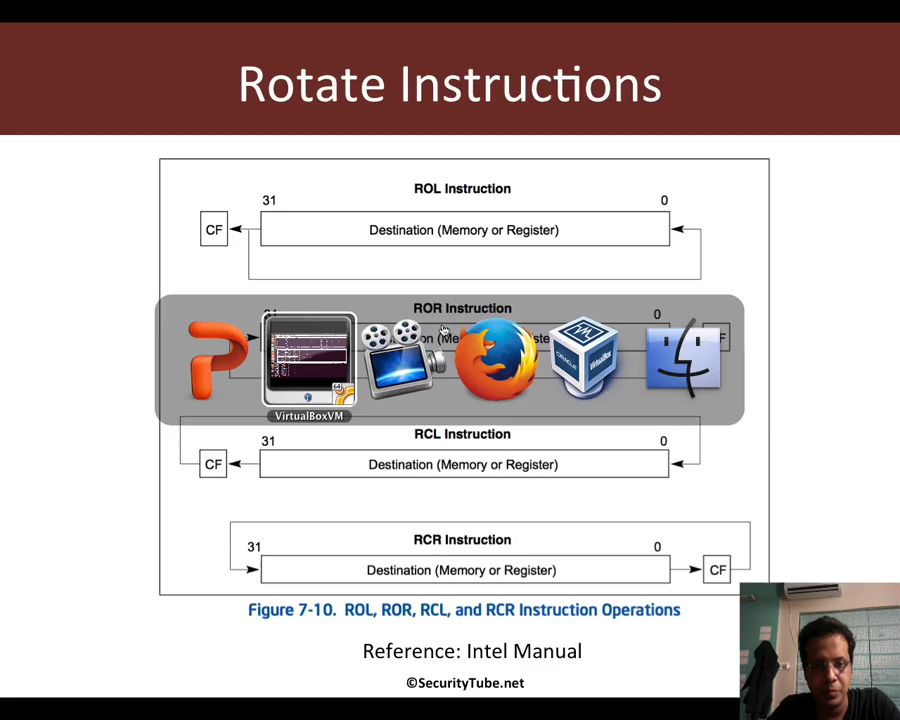 Rotate Instructions
ROL Instruction
31 0
CF Destination (Memory or Register)
ROR Instruction
31 0
VirtualBoxVM
RCL Instruction
31 0
CF Destination (Memory or Register)
RCR Instruction
31 0
Destination (Memory or Register) CF
Figure 7-10. ROL, ROR, RCL, and RCR Instruction Operations
Reference: Intel Manual
©SecurityTube.net